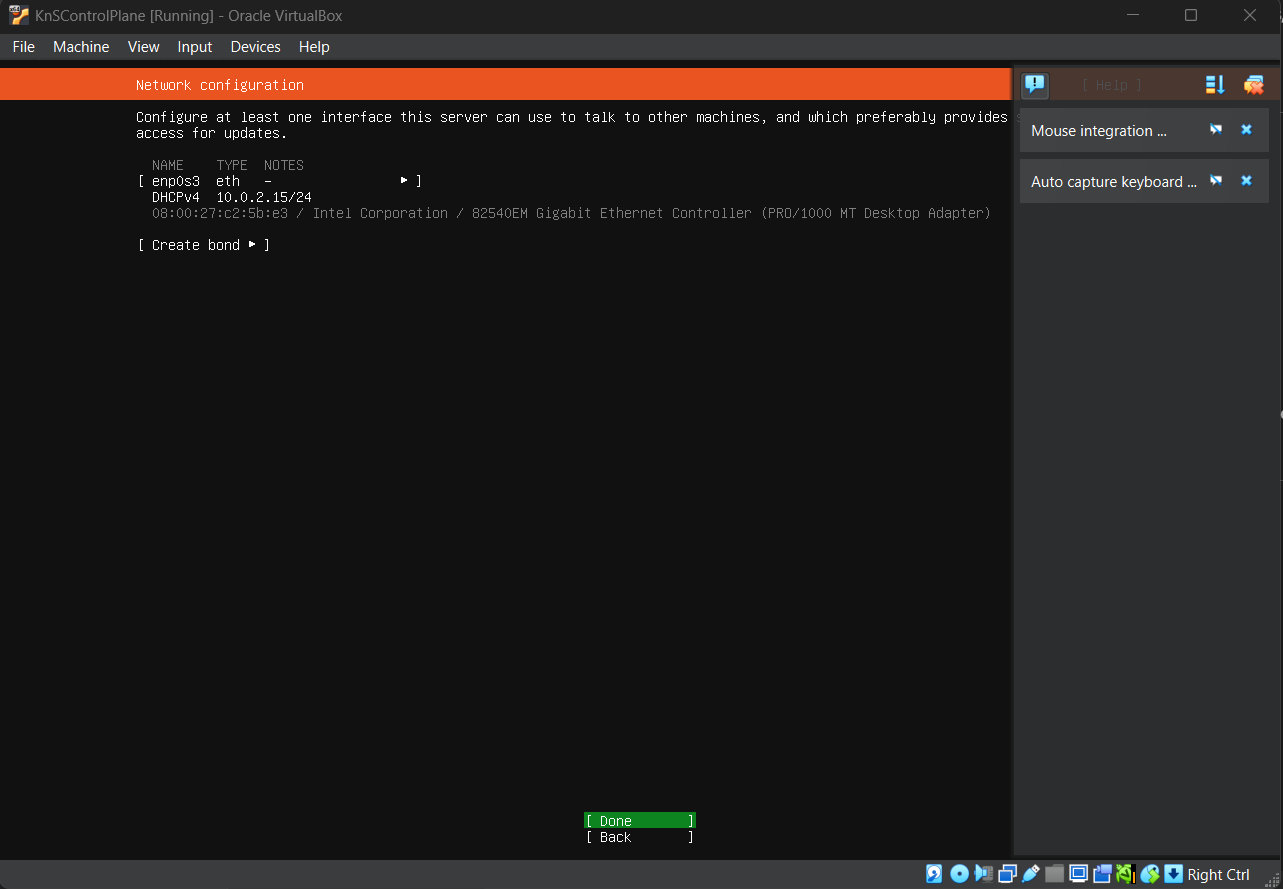 KnSControlPlane [Running] - Oracle VirtualBox
File Machine View Input Devices Help
Network configuration
[ Help ]
Configure at least one interface this server can use to talk to other machines, and which preferably provides
access for updates.
Mouse integration ...
Auto capture keyboard ...
NAME TYPE NOTES
[ enp0s3 eth - ▸ ]
DHCPv4 10.0.2.15/24
08:00:27:c2:5b:e3 / Intel Corporation / 82540EM Gigabit Ethernet Controller (PRO/1000 MT Desktop Adapter)
[ Create bond ▸ ]
[ Done ]
[ Back ]
Right Ctrl